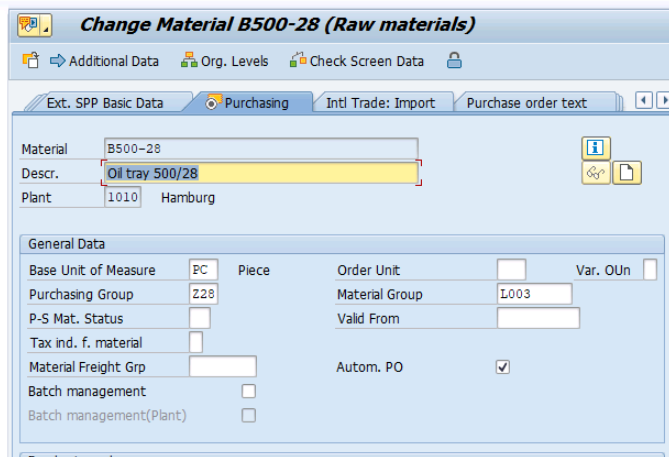 Change Material B500-28 (Raw materials)
Additional Data Org. Levels Check Screen Data
Ext. SPP Basic Data Purchasing Intl Trade: Import Purchase order text
Material B500-28
Descr. Oil tray 500/28
Plant 1010 Hamburg
General Data
Base Unit of Measure PC Piece Order Unit Var. OUn
Purchasing Group Z28 Material Group L003
P-S Mat. Status Valid From
Tax ind. f. material
Material Freight Grp Autom. PO
Batch management
Batch management(Plant)